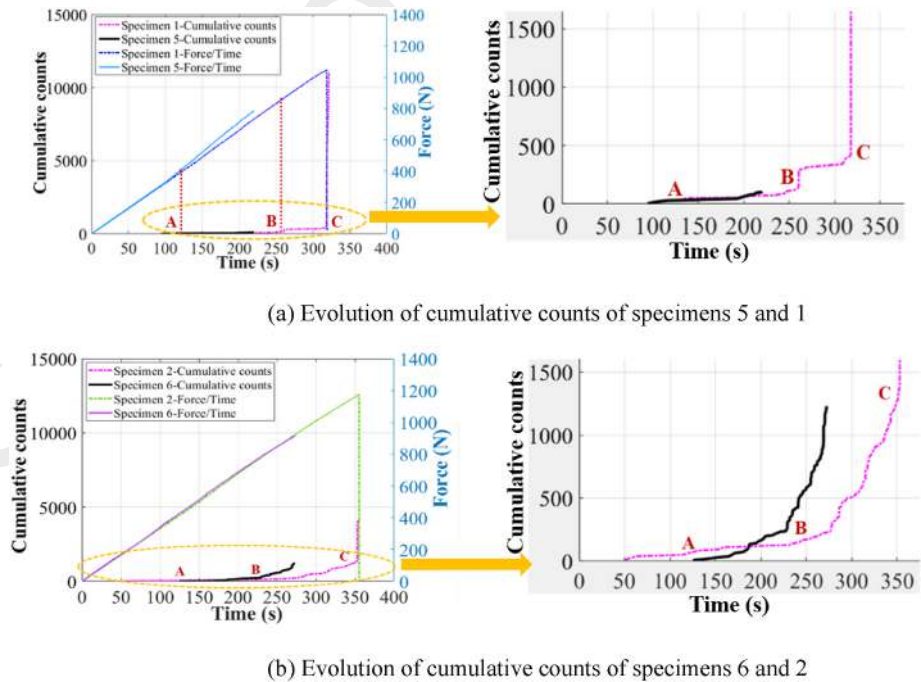 15000
10000
5000
0
Cumulative counts
Specimen 1-Cumulative counts
Specimen 5-Cumulative counts
Specimen 1-Force/Time
Specimen 5-Force/Time
A
B
C
1400
1200
1000
800
600
400
200
0
Force (N)
0 50 100 150 200 250 300 350 400
Time (s)
1500
1000
500
0
Cumulative counts
A
B
C
0 50 100 150 200 250 300 350
Time (s)
(a) Evolution of cumulative counts of specimens 5 and 1
15000
10000
5000
0
Cumulative counts
Specimen 2-Cumulative counts
Specimen 6-Cumulative counts
Specimen 2-Force/Time
Specimen 6-Force/Time
A
B
C
1400
1200
1000
800
600
400
200
0
Force (N)
0 50 100 150 200 250 300 350 400
Time (s)
1500
1000
500
0
Cumulative counts
A
B
C
0 50 100 150 200 250 300 350
Time (s)
(b) Evolution of cumulative counts of specimens 6 and 2